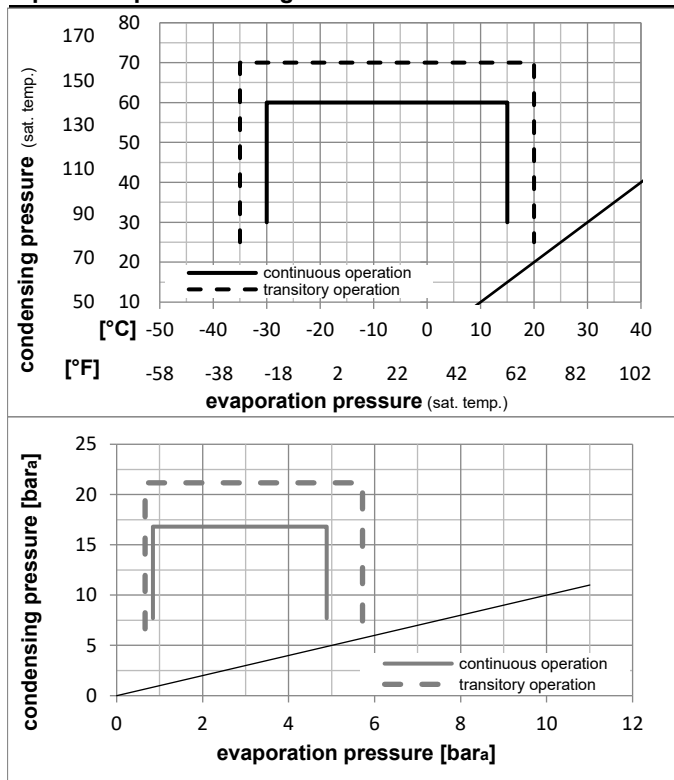 170
150
130
110
90
70
50
80
70
60
50
40
30
20
10
condensing pressure (sat. temp.)
continuous operation
transitory operation
[°C] -50 -40 -30 -20 -10 0 10 20 30 40
[°F] -58 -38 -18 2 22 42 62 82 102
evaporation pressure (sat. temp.)
25
20
15
10
5
0
condensing pressure [bara]
continuous operation
transitory operation
0 2 4 6 8 10 12
evaporation pressure [bara]